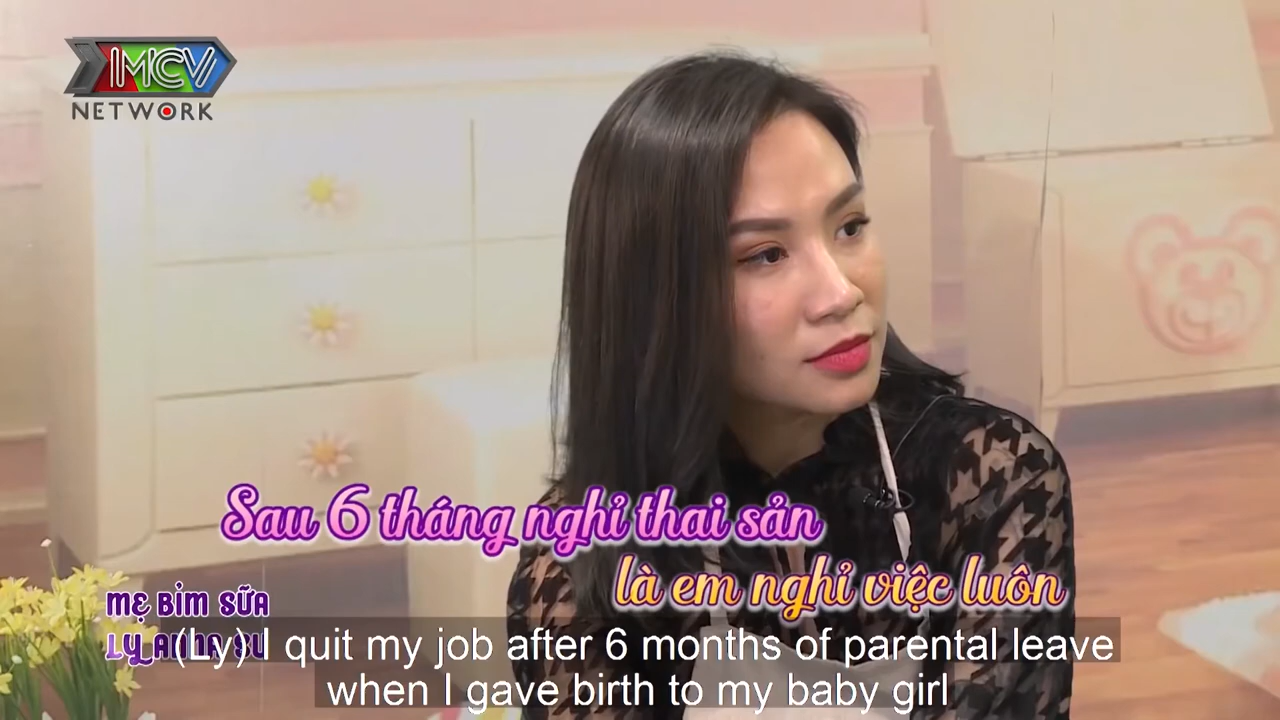 MCV
NETWORK
Sau 6 tháng nghỉ thai sản
là em nghỉ việc luôn
MẸ BỈM SỮA
LY
(Ly) I quit my job after 6 months of parental leave
when I gave birth to my baby girl